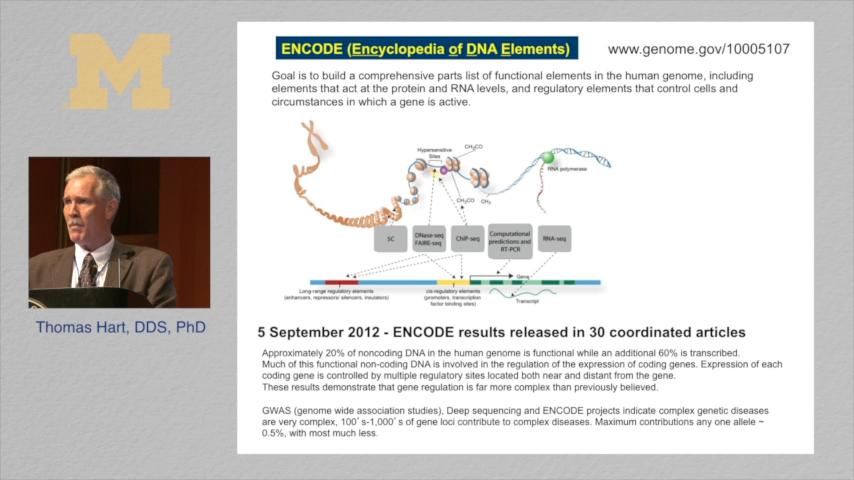 M
ENCODE (Encyclopedia of DNA Elements)
www.genome.gov/10005107
Goal is to build a comprehensive parts list of functional elements in the human genome, including
elements that act at the protein and RNA levels, and regulatory elements that control cells and
circumstances in which a gene is active.
Hypersensitive
Sites
CH₃CO
RNA polymerase
CH₃CO
CH₃
5C
DNase-seq
FAIRE-seq
ChIP-seq
Computational
predictions and
RT-PCR
RNA-seq
Gene
Long-range regulatory elements
(enhancers, repressors/ silencers, insulators)
cis-regulatory elements
(promoters, transcription
factor binding sites)
Transcript
Thomas Hart, DDS, PhD
5 September 2012 - ENCODE results released in 30 coordinated articles
Approximately 20% of noncoding DNA in the human genome is functional while an additional 60% is transcribed.
Much of this functional non-coding DNA is involved in the regulation of the expression of coding genes. Expression of each
coding gene is controlled by multiple regulatory sites located both near and distant from the gene.
These results demonstrate that gene regulation is far more complex than previously believed.
GWAS (genome wide association studies), Deep sequencing and ENCODE projects indicate complex genetic diseases
are very complex, 100's-1,000's of gene loci contribute to complex diseases. Maximum contributions any one allele ~
0.5%, with most much less.